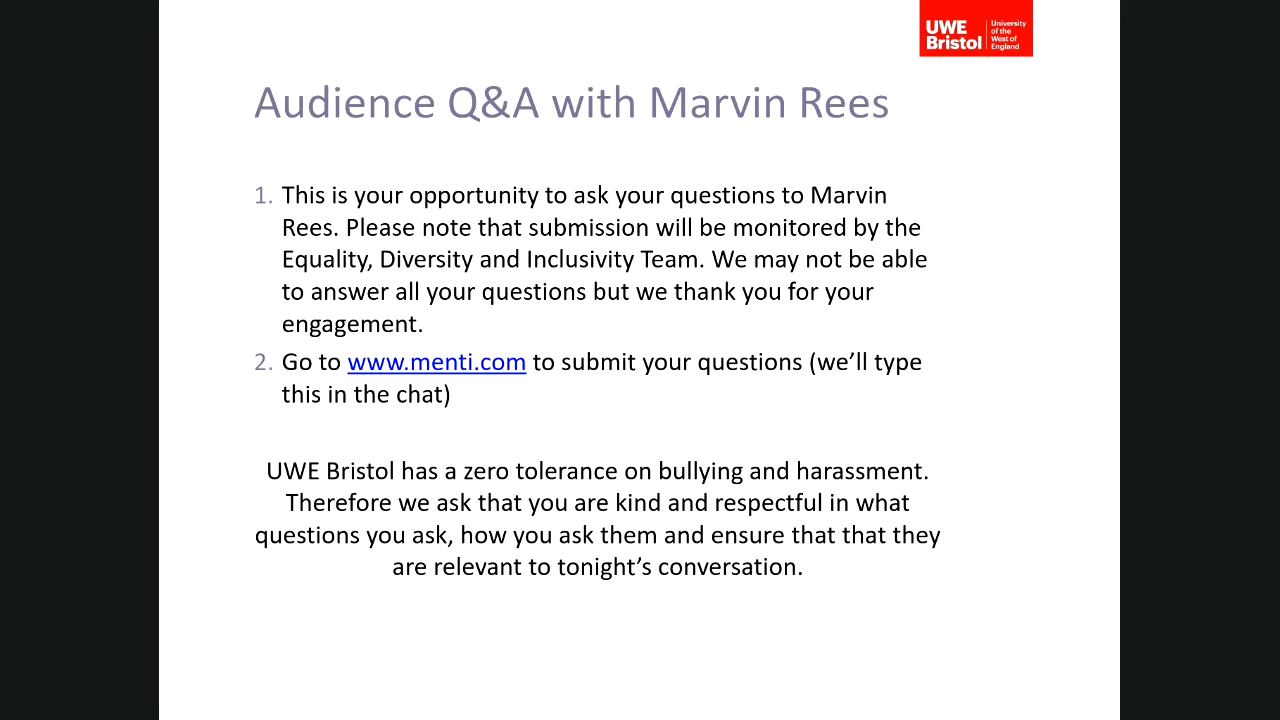 UWE
Bristol
University
of the
West of
England
Audience Q&A with Marvin Rees
1. This is your opportunity to ask your questions to Marvin
Rees. Please note that submission will be monitored by the
Equality, Diversity and Inclusivity Team. We may not be able
to answer all your questions but we thank you for your
engagement.
2. Go to www.menti.com to submit your questions (we’ll type
this in the chat)
UWE Bristol has a zero tolerance on bullying and harassment.
Therefore we ask that you are kind and respectful in what
questions you ask, how you ask them and ensure that that they
are relevant to tonight’s conversation.